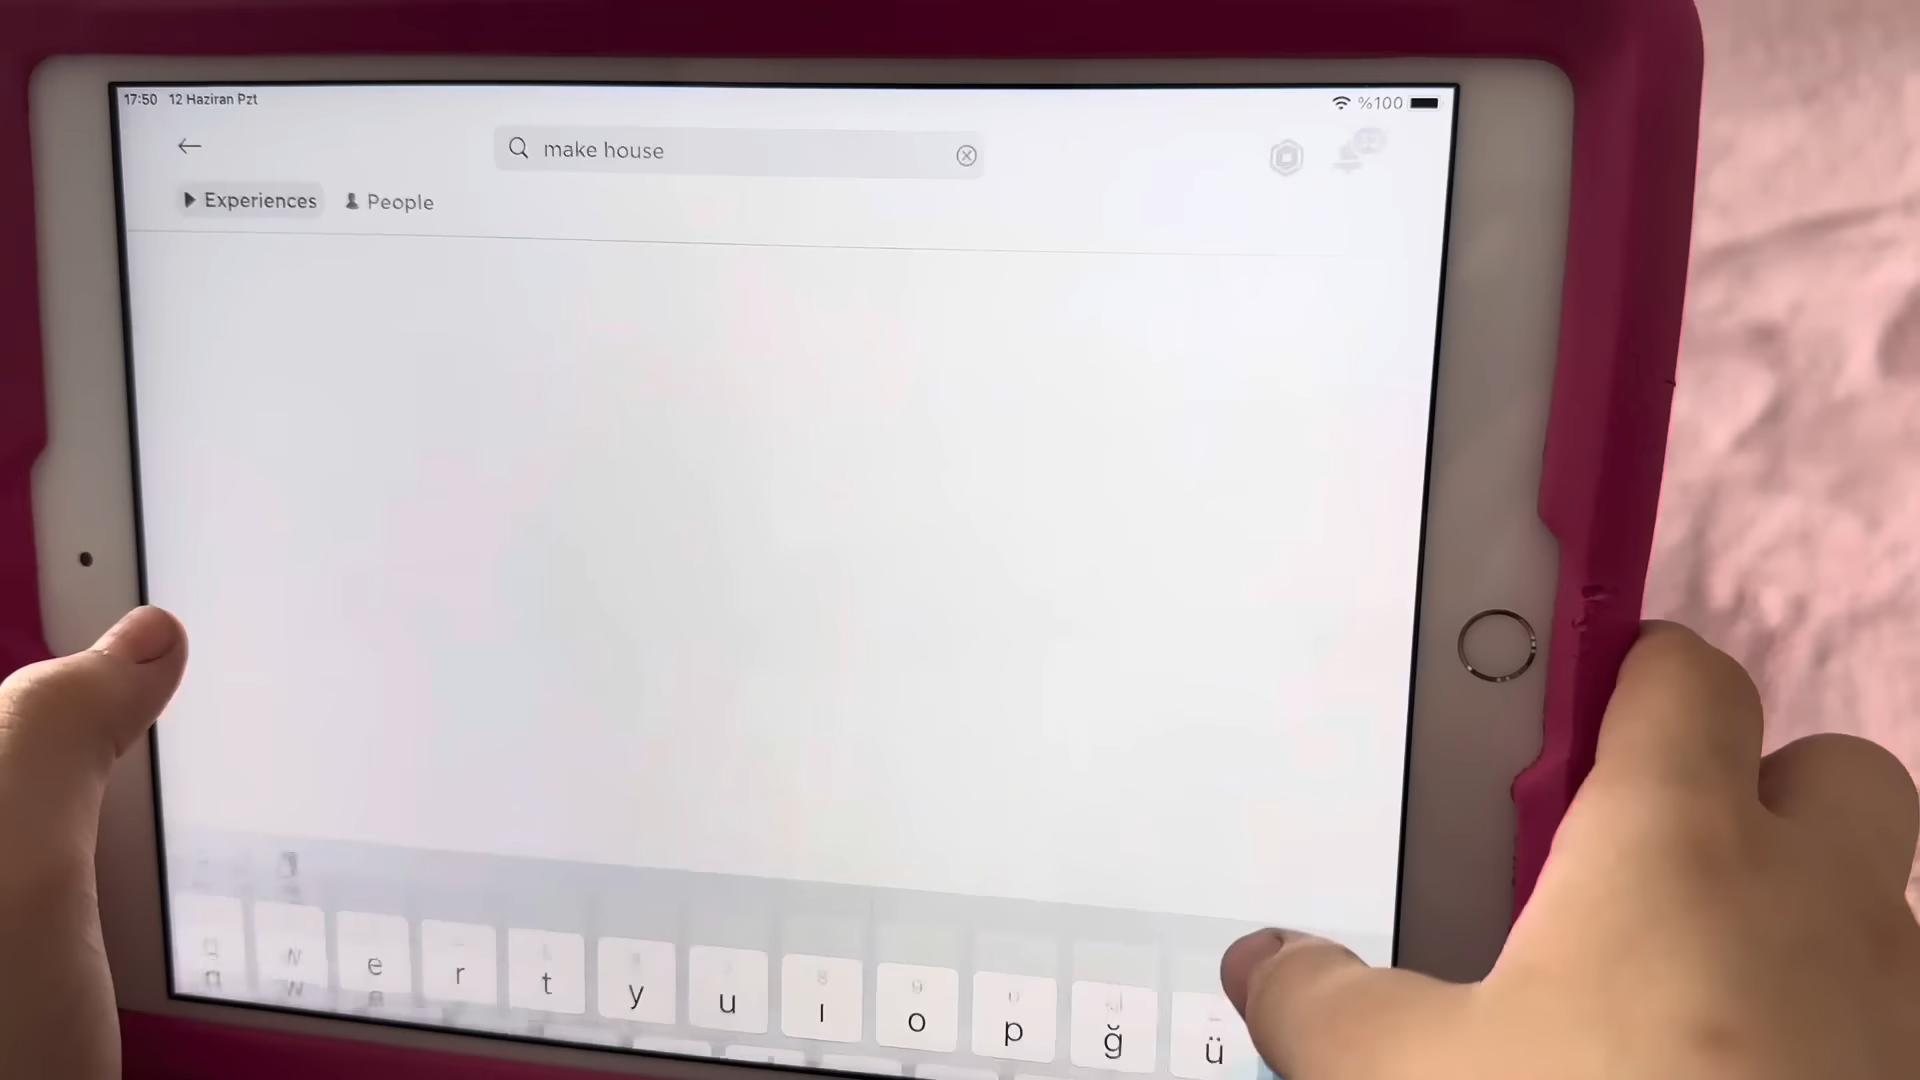 17:50 12 Haziran Pzt
%100
make house
Experiences
People
e r t y u ı o p ğ ü